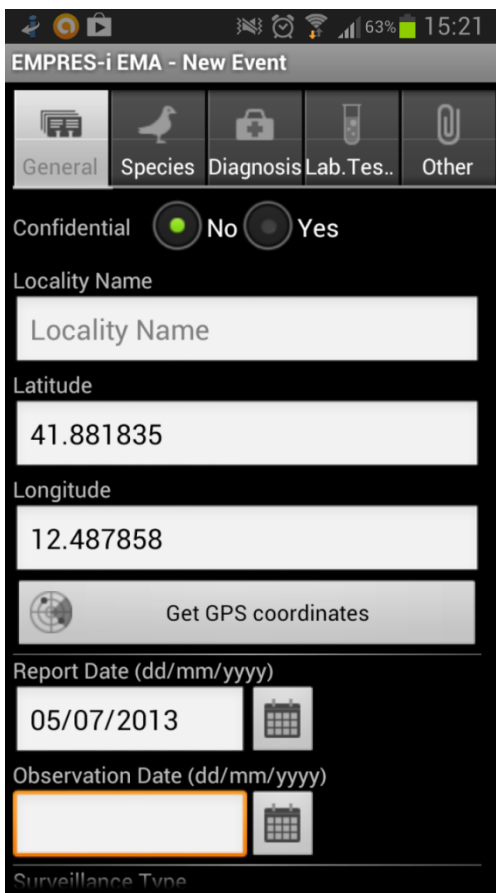 63% 15:21
EMPRES-i EMA - New Event
General Species Diagnosis Lab.Tes.. Other
Confidential No Yes
Locality Name
Locality Name
Latitude
41.881835
Longitude
12.487858
Get GPS coordinates
Report Date (dd/mm/yyyy)
05/07/2013
Observation Date (dd/mm/yyyy)
Surveillance Type